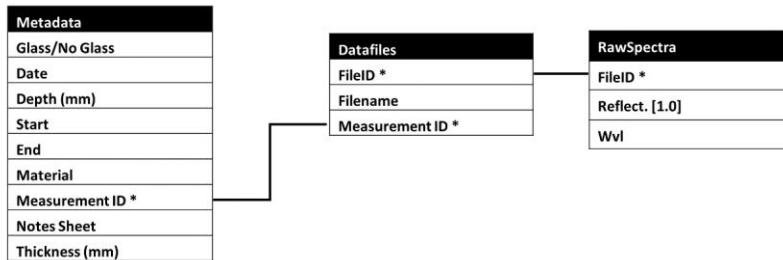 Metadata
Glass/No Glass
Date
Depth (mm)
Start
End
Material
Measurement ID *
Notes Sheet
Thickness (mm)
Datafiles
FileID *
Filename
Measurement ID *
RawSpectra
FileID *
Reflect. [1.0]
Wvl